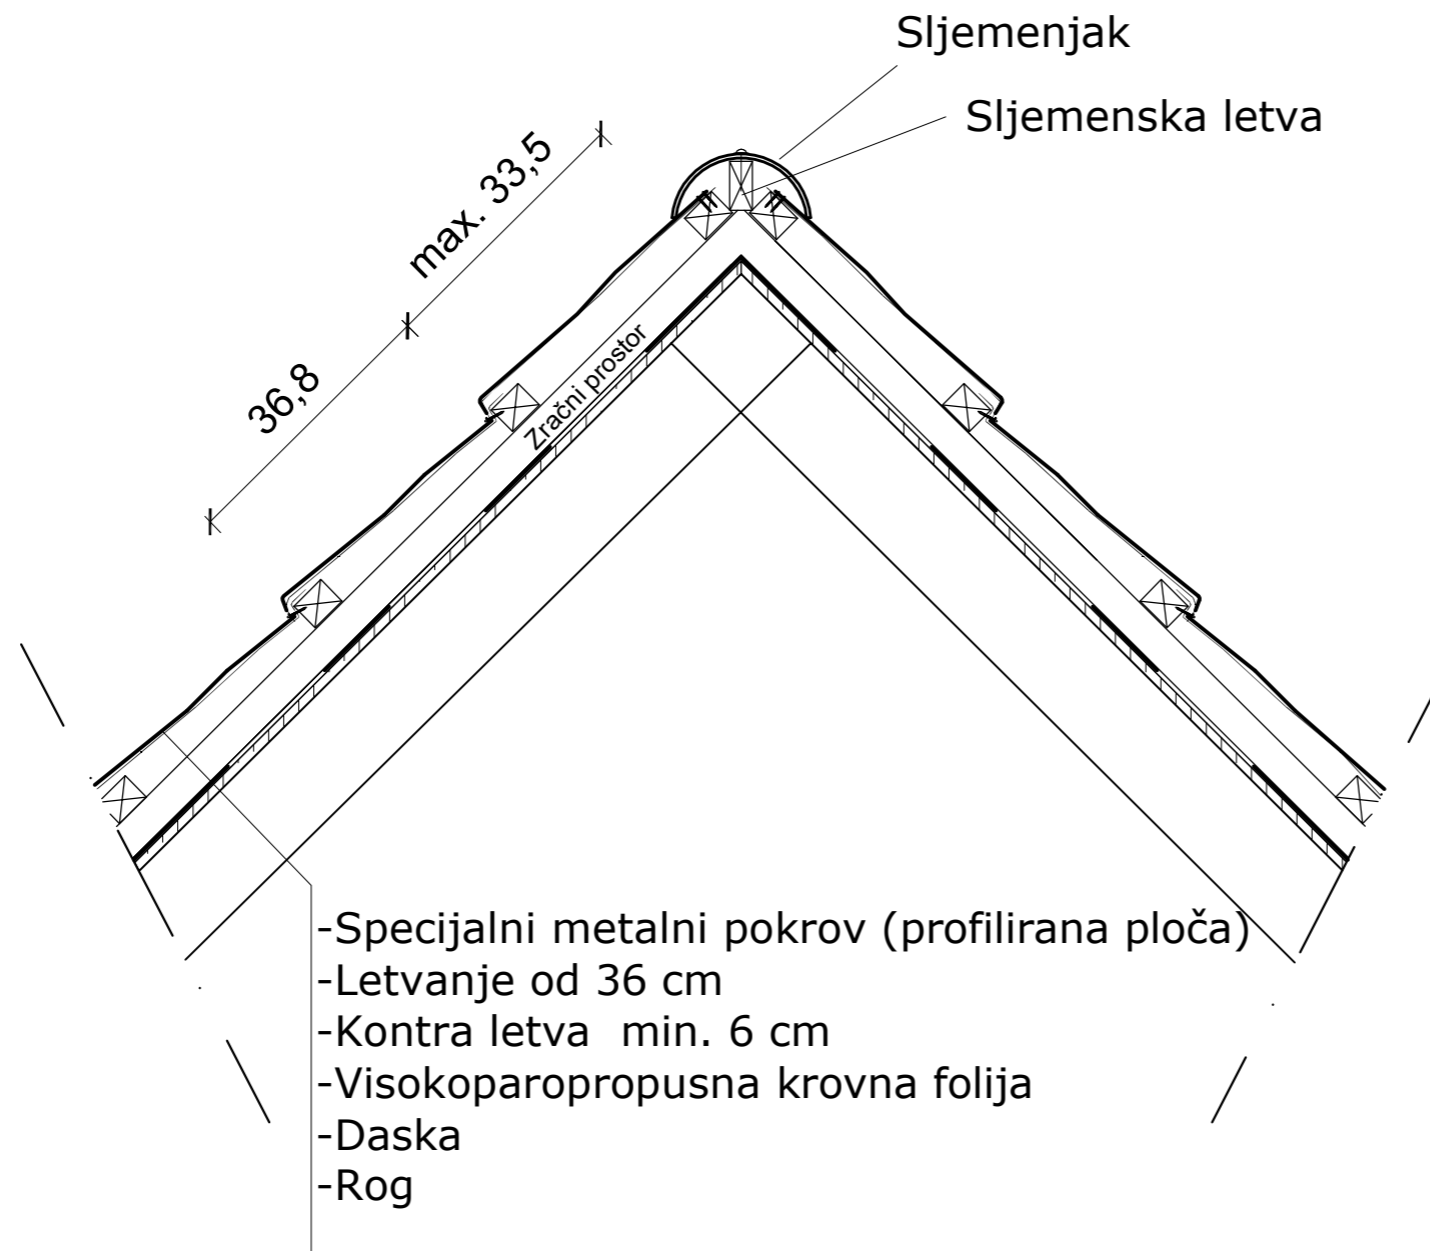 Sljemenjak
Sljemenska letva
max. 33,5
36,8
Zračni prostor
-Specijalni metalni pokrov (profilirana ploča)
-Letvanje od 36 cm
-Kontra letva  min. 6 cm
-Visokoparopropusna krovna folija
-Daska
-Rog